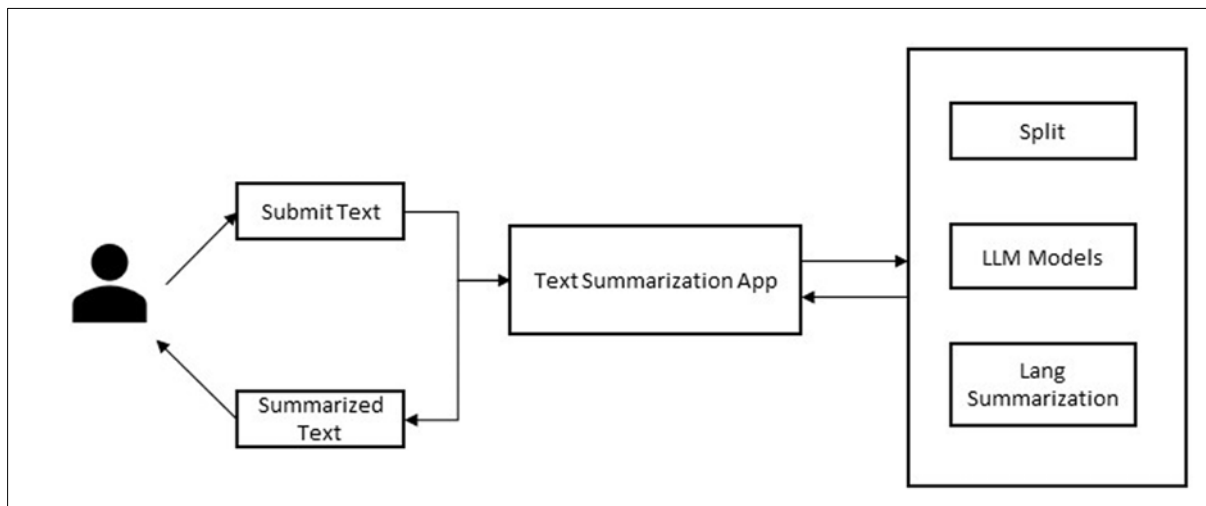 Submit Text
Summarized
Text
Text Summarization App
Split
LLM Models
Lang
Summarization